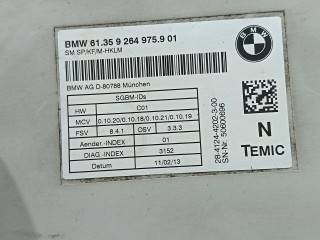 BMW 61.35 9 264 975.9 01
SM SP/KF/M-HKLM
BMW AG D-80788 München
SGBM-IDs
HW C01
MCV 0.10.20/0.10.18/0.10.21/0.10.19
FSV 8.4.1 OSV 3.3.3
Aender.-INDEX 01
DIAG.-INDEX 3152
Datum 11/02/13
BMW
28-4124-4202-3-00
SN-Nr. 50600896
N
TEMIC